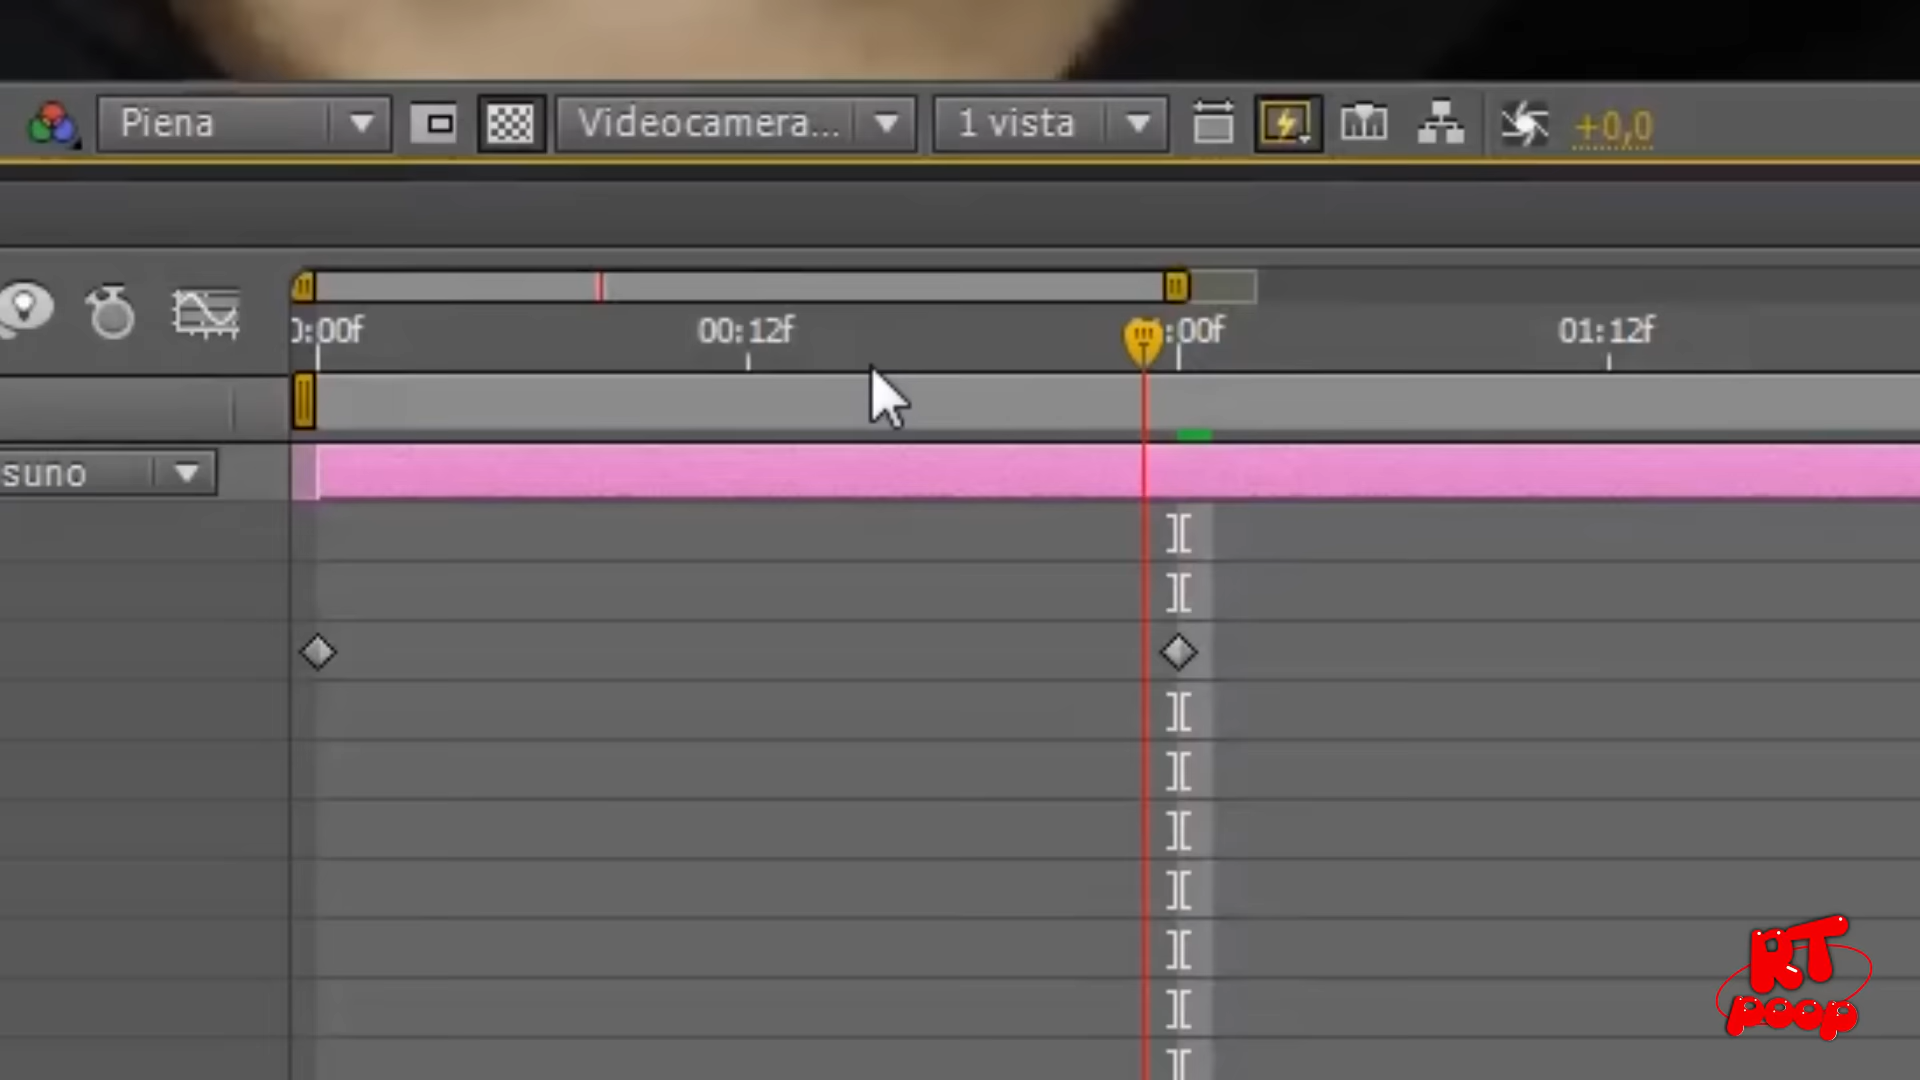 Piena
Videocamera...
1 vista
+0,0
0:00f
00:12f
:00f
01:12f
suno
RT
poop